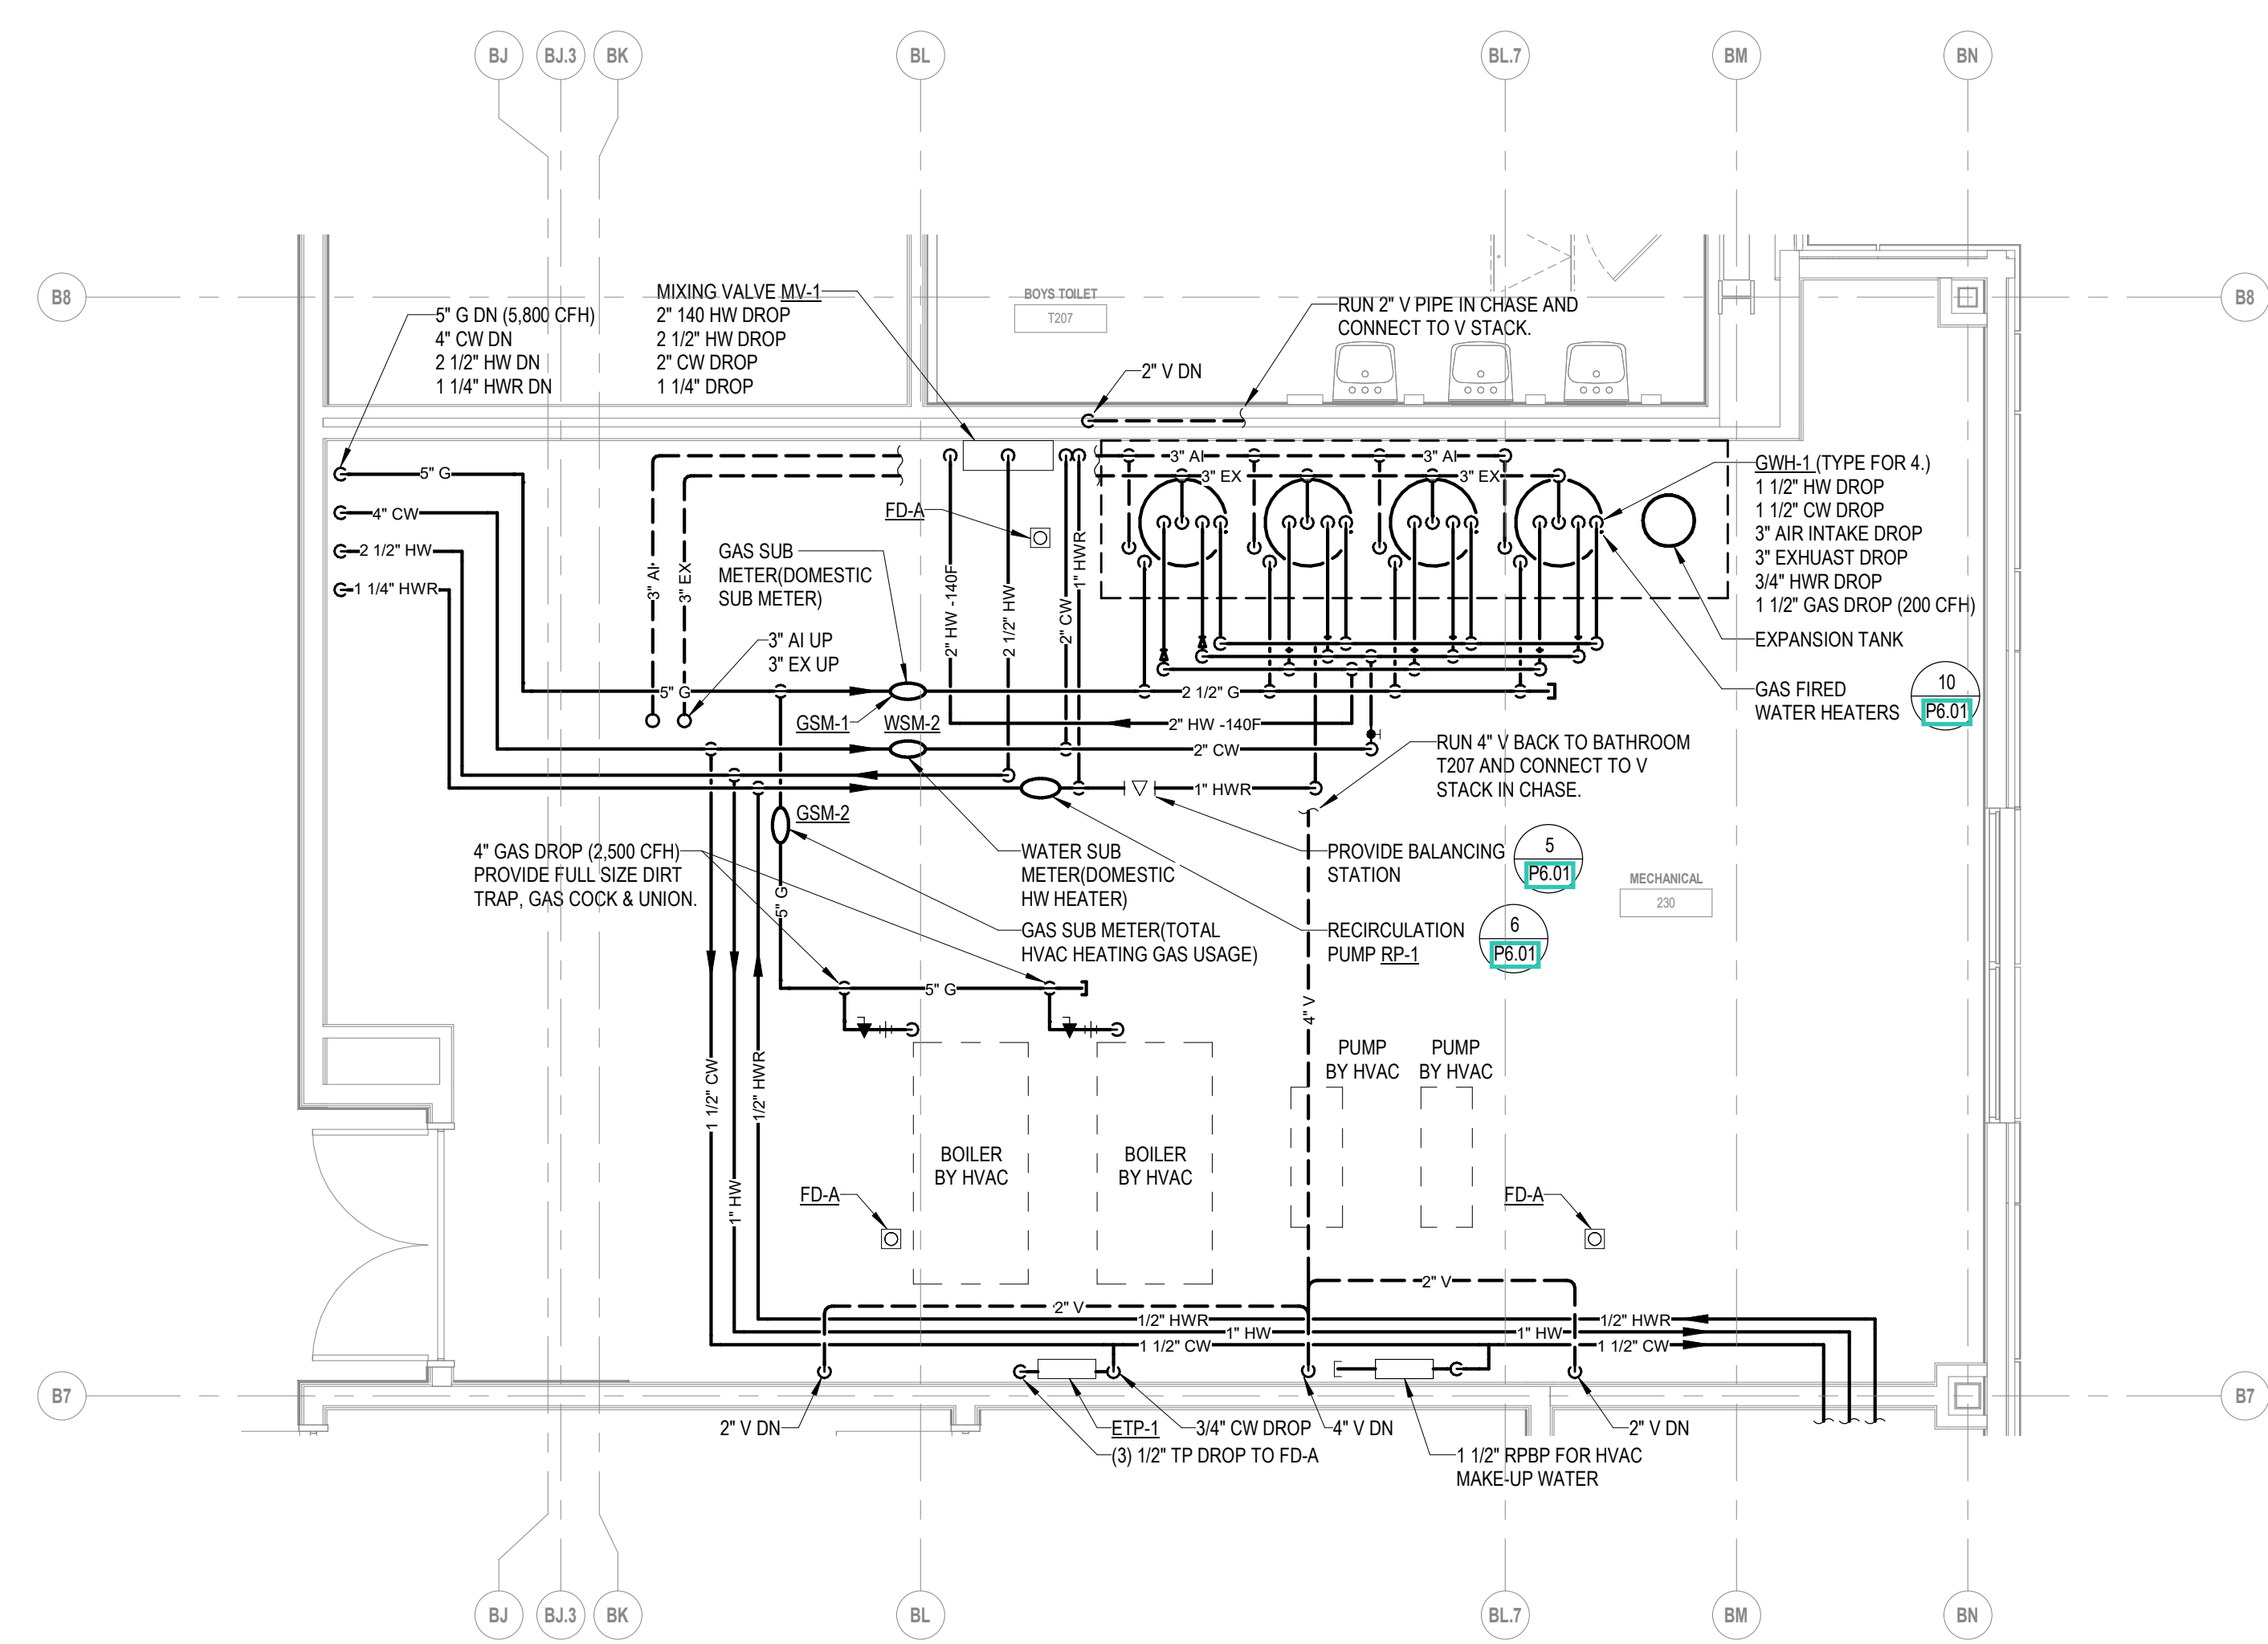 BJ
BJ.3
BK
BL
BL.7
BM
BN
B8
B8
5" G DN (5,800 CFH)
4" CW DN
2 1/2" HW DN
1 1/4" HWR DN
MIXING VALVE MV-1
2" 140 HW DROP
2 1/2" HW DROP
2" CW DROP
1 1/4" DROP
BOYS TOILET
T207
RUN 2" V PIPE IN CHASE AND
CONNECT TO V STACK.
2" V DN
5" G
4" CW
2 1/2" HW
1 1/4" HWR
3" AI
3" EX
FD-A
GAS SUB
METER(DOMESTIC
SUB METER)
3" AI UP
3" EX UP
2" HW -140F
2 1/2" HW
2" CW
1" HWR
3" AI
3" AI
3" EX
3" EX
GWH-1 (TYPE FOR 4.)
1 1/2" HW DROP
1 1/2" CW DROP
3" AIR INTAKE DROP
3" EXHUAST DROP
3/4" HWR DROP
1 1/2" GAS DROP (200 CFH)
EXPANSION TANK
GAS FIRED
WATER HEATERS
10
P6.01
5" G
2 1/2" G
GSM-1
WSM-2
2" HW -140F
2" CW
1" HWR
RUN 4" V BACK TO BATHROOM
T207 AND CONNECT TO V
STACK IN CHASE.
GSM-2
4" GAS DROP (2,500 CFH)
PROVIDE FULL SIZE DIRT
TRAP, GAS COCK & UNION.
5" G
WATER SUB
METER(DOMESTIC
HW HEATER)
GAS SUB METER(TOTAL
HVAC HEATING GAS USAGE)
PROVIDE BALANCING
STATION
5
P6.01
RECIRCULATION
PUMP RP-1
6
P6.01
MECHANICAL
230
5" G
4" V
1 1/2" CW
1" HW
1/2" HWR
BOILER
BY HVAC
BOILER
BY HVAC
PUMP
BY HVAC
PUMP
BY HVAC
FD-A
FD-A
2" V
2" V
1/2" HWR
1/2" HWR
1" HW
1" HW
1 1/2" CW
1 1/2" CW
B7
B7
2" V DN
ETP-1
3/4" CW DROP
(3) 1/2" TP DROP TO FD-A
4" V DN
1 1/2" RPBP FOR HVAC
MAKE-UP WATER
2" V DN
BJ
BJ.3
BK
BL
BL.7
BM
BN